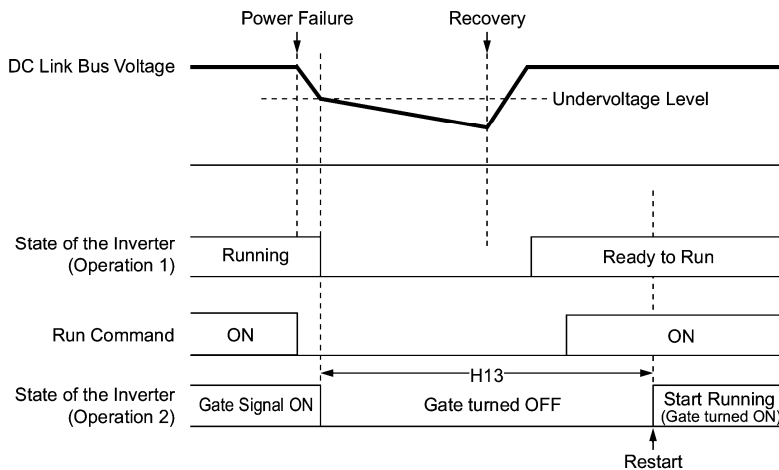 Power Failure
Recovery
DC Link Bus Voltage
Undervoltage Level
State of the Inverter
(Operation 1)
Running
Ready to Run
Run Command
ON
ON
H13
State of the Inverter
(Operation 2)
Gate Signal ON
Gate turned OFF
Start Running
(Gate turned ON)
Restart